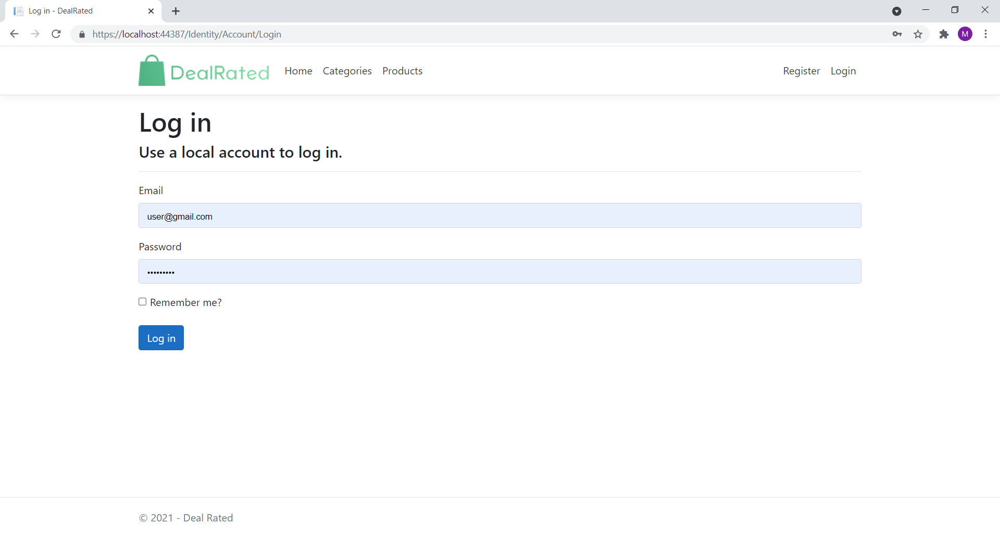 Log in - DealRated
https://localhost:44387/Identity/Account/Login
M
DealRated Home Categories Products Register Login
Log in
Use a local account to log in.
Email
user@gmail.com
Password
•••••••••
Remember me?
Log in
© 2021 - Deal Rated